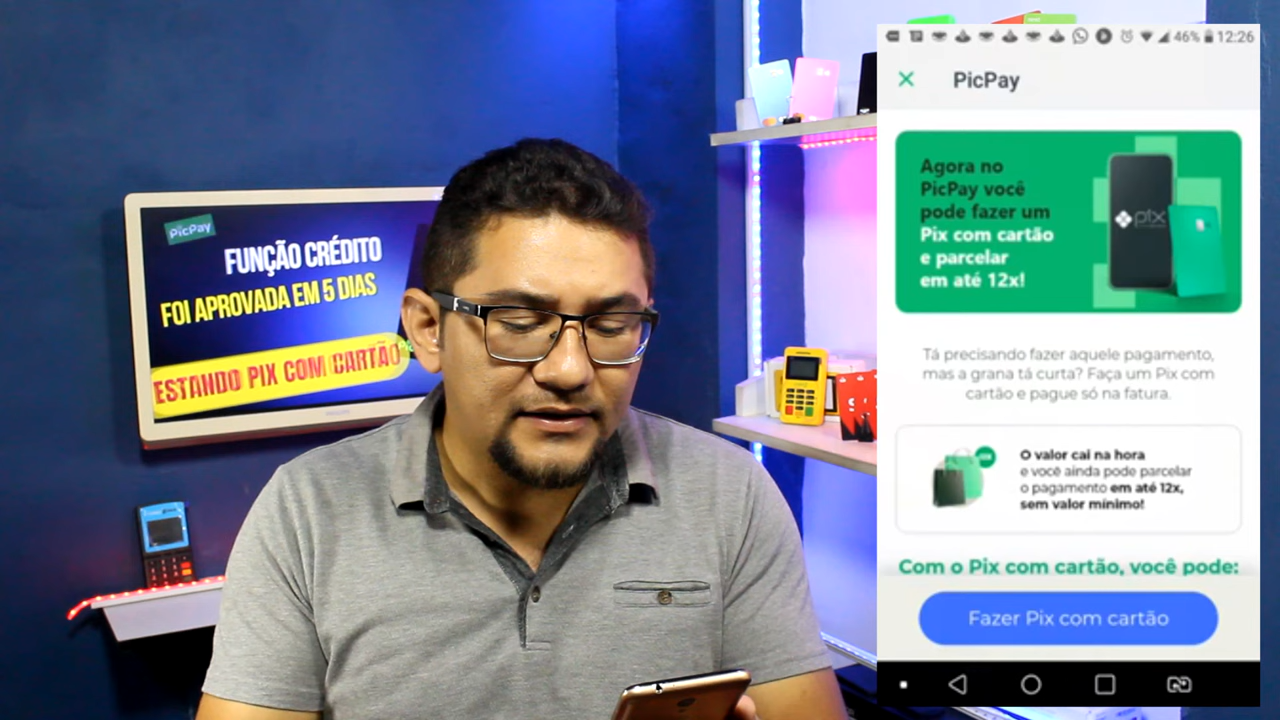 PicPay
FUNÇÃO CRÉDITO
FOI APROVADA EM 5 DIAS
ESTANDO PIX COM CARTÃO
46% 12:26
PicPay
Agora no
PicPay você
pode fazer um
Pix com cartão
e parcelar
em até 12x!
pix
Tá precisando fazer aquele pagamento,
mas a grana tá curta? Faça um Pix com
cartão e pague só na fatura.
O valor cai na hora
e você ainda pode parcelar
o pagamento em até 12x,
sem valor mínimo!
Com o Pix com cartão, você pode:
Fazer Pix com cartão